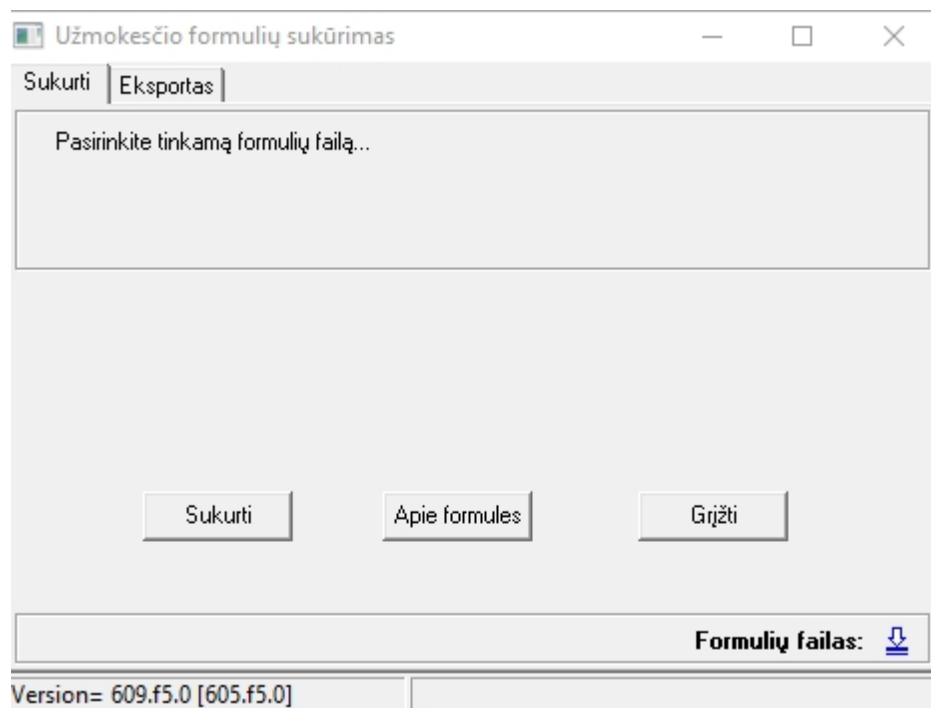 Užmokesčio formulių sukūrimas
Sukurti Eksportas
Pasirinkite tinkamą formulių failą...
Sukurti Apie formules Grįžti
Formulių failas:
Version= 609.f5.0 [605.f5.0]